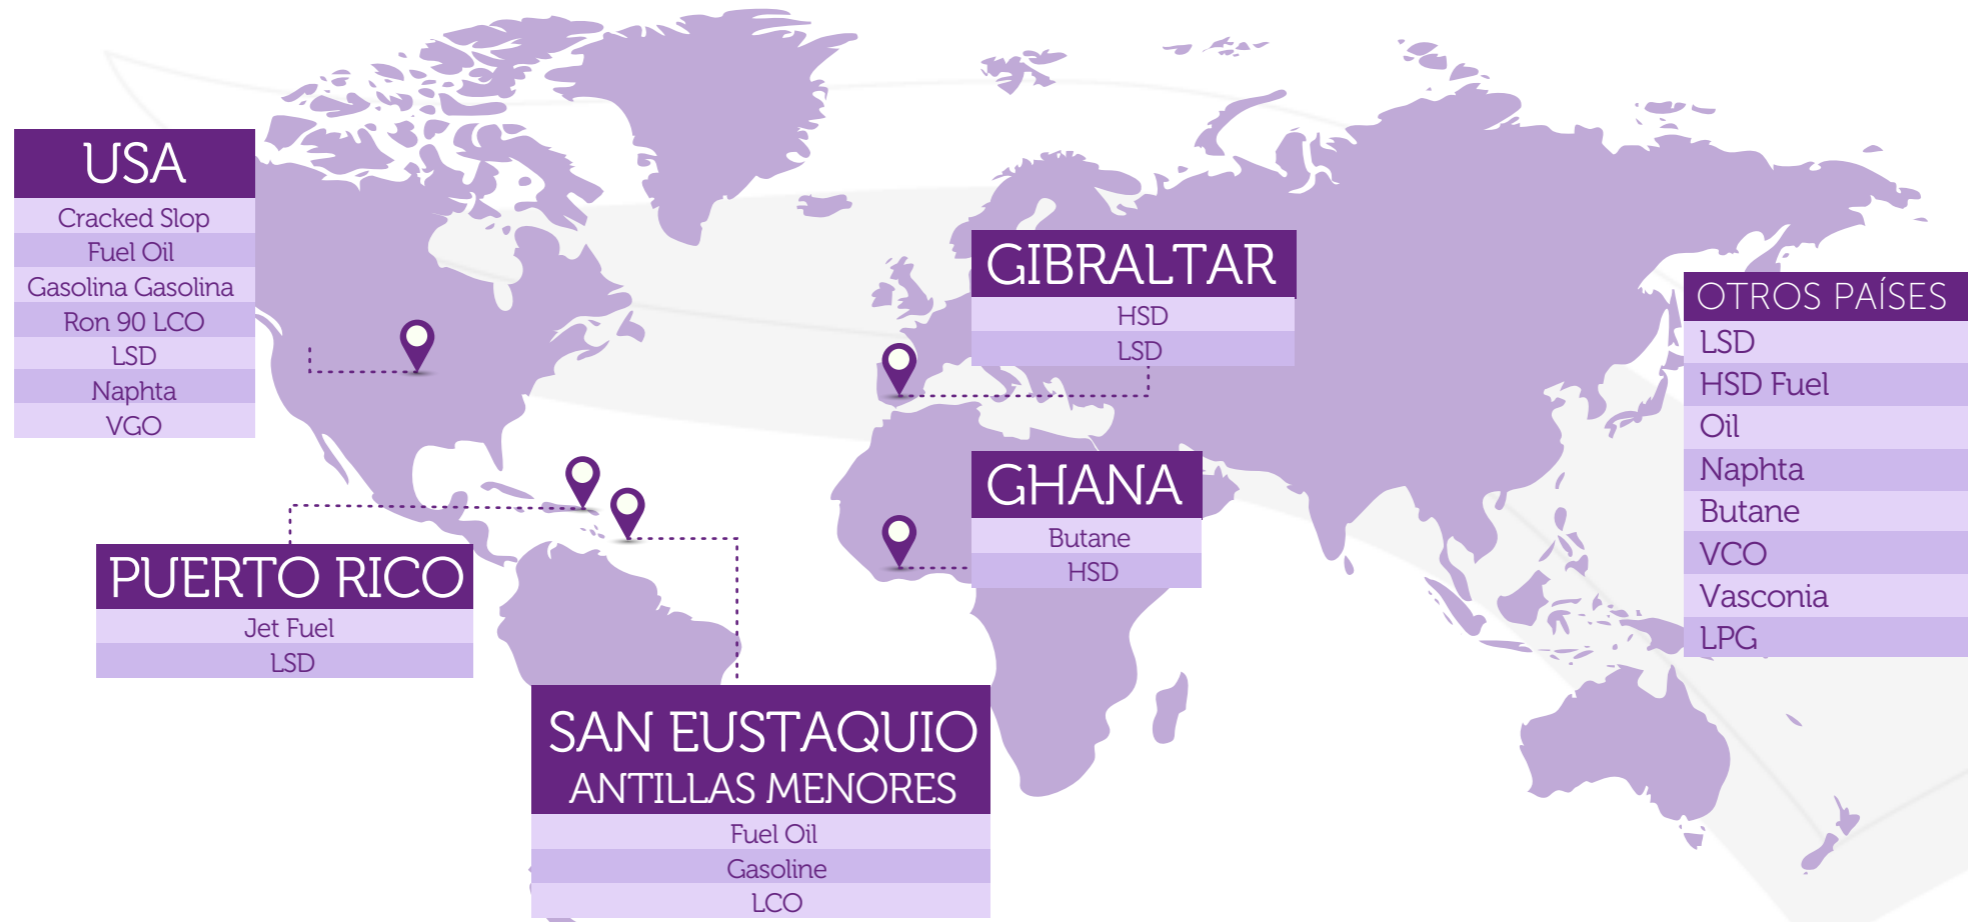 USA
Cracked Slop
Fuel Oil
Gasolina Gasolina
Ron 90 LCO
LSD
Naphta
VGO
GIBRALTAR
HSD
LSD
OTROS PAÍSES
LSD
HSD Fuel
Oil
Naphta
Butane
VCO
Vasconia
LPG
GHANA
Butane
HSD
PUERTO RICO
Jet Fuel
LSD
SAN EUSTAQUIO
ANTILLAS MENORES
Fuel Oil
Gasoline
LCO